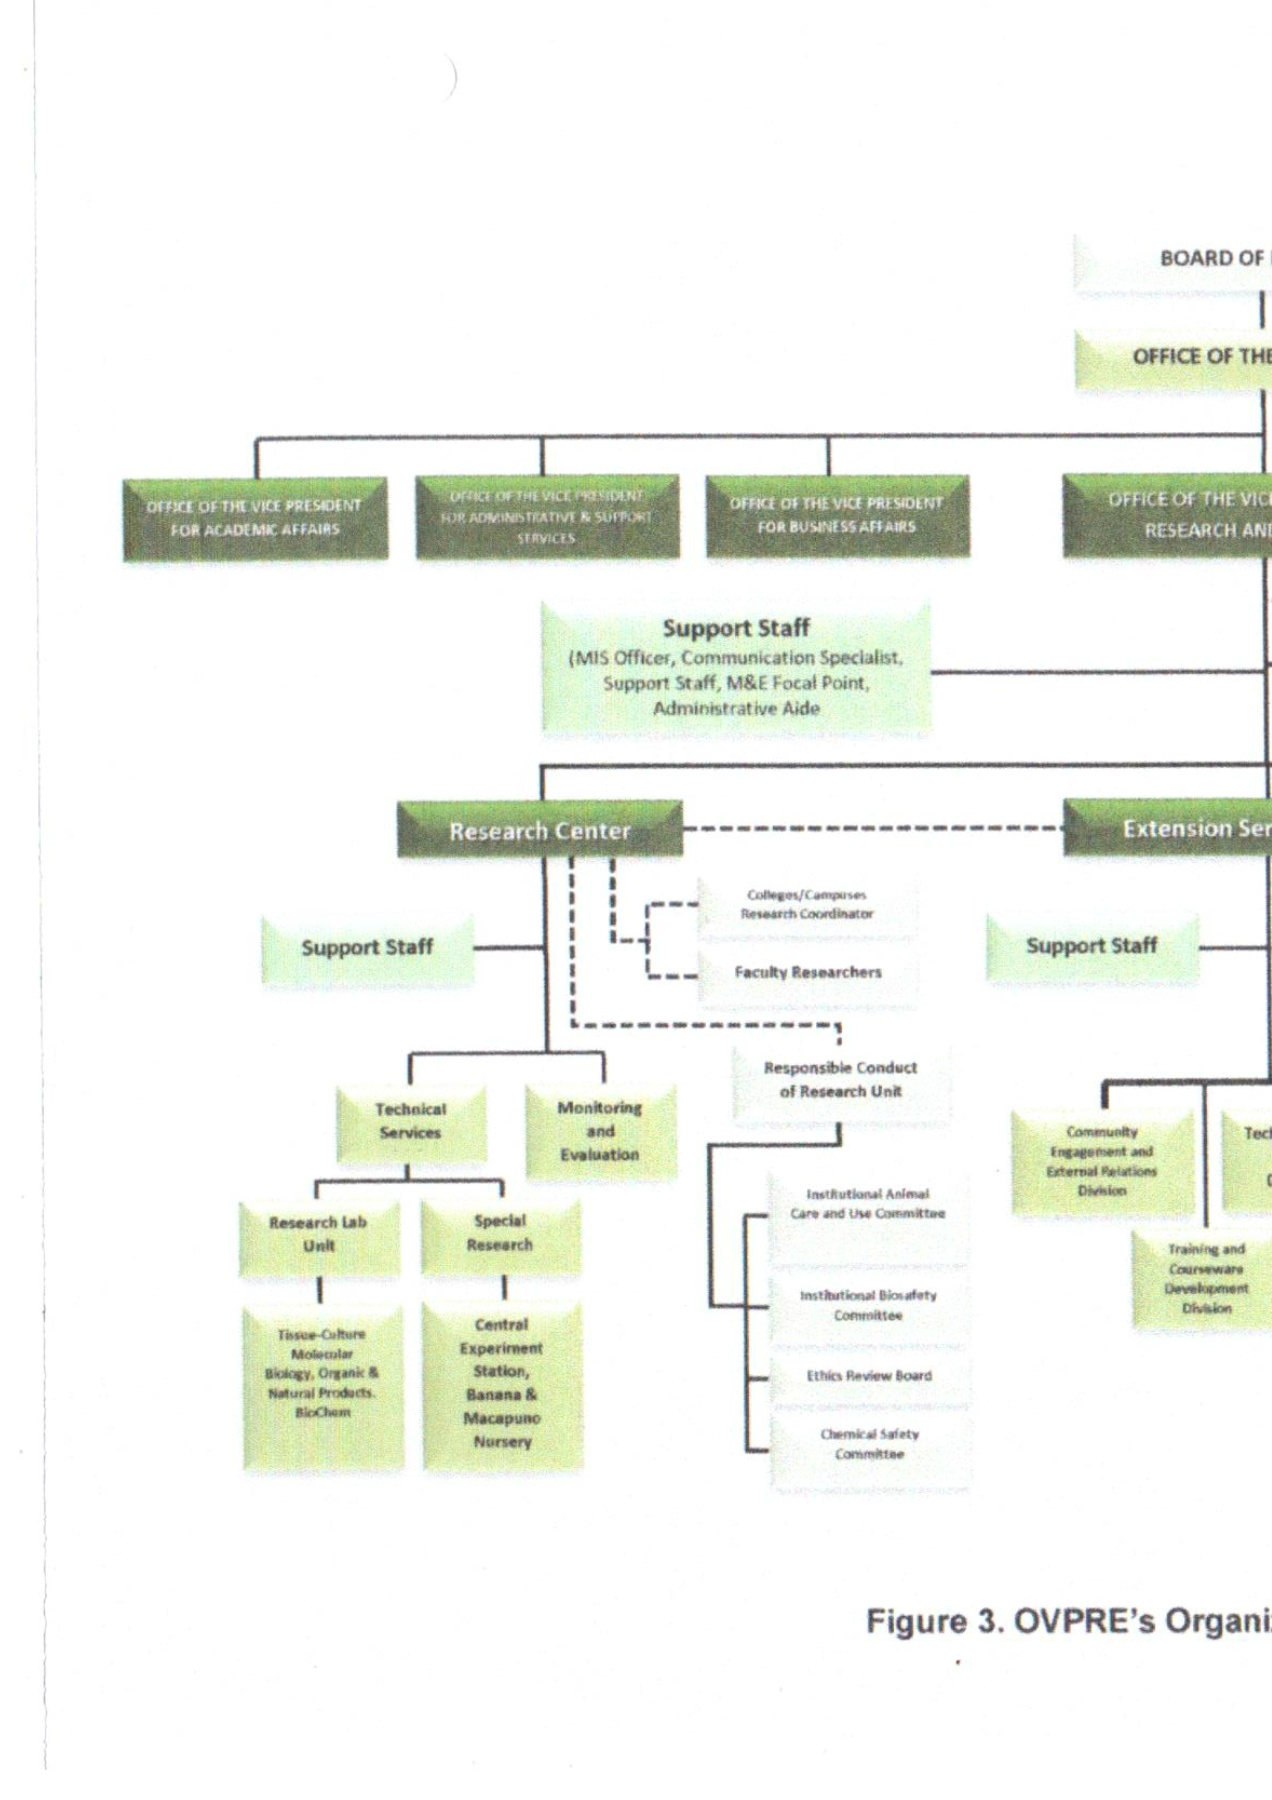 BOARD OF
OFFICE OF THE
OFFICE OF THE VICE PRESIDENT
FOR ACADEMIC AFFAIRS
OFFICE OF THE VICE PRESIDENT
FOR ADMINISTRATIVE & SUPPORT
SERVICES
OFFICE OF THE VICE PRESIDENT
FOR BUSINESS AFFAIRS
OFFICE OF THE VIC
RESEARCH AN
Support Staff
(MIS Officer, Communication Specialist,
Support Staff, M&E Focal Point,
Administrative Aide
Research Center
Extension Ser
Colleges/Campuses
Research Coordinator
Faculty Researchers
Support Staff
Support Staff
Responsible Conduct
of Research Unit
Technical
Services
Monitoring
and
Evaluation
Community
Engagement and
External Relations
Division
Tech
Research Lab
Unit
Special
Research
Institutional Animal
Care and Use Committee
Training and
Courseware
Development
Division
Tissue-Culture
Molecular
Biology, Organic &
Natural Products.
BioChem
Central
Experiment
Station,
Banana &
Macapuno
Nursery
Institutional Biosafety
Committee
Ethics Review Board
Chemical Safety
Committee
Figure 3. OVPRE's Organi